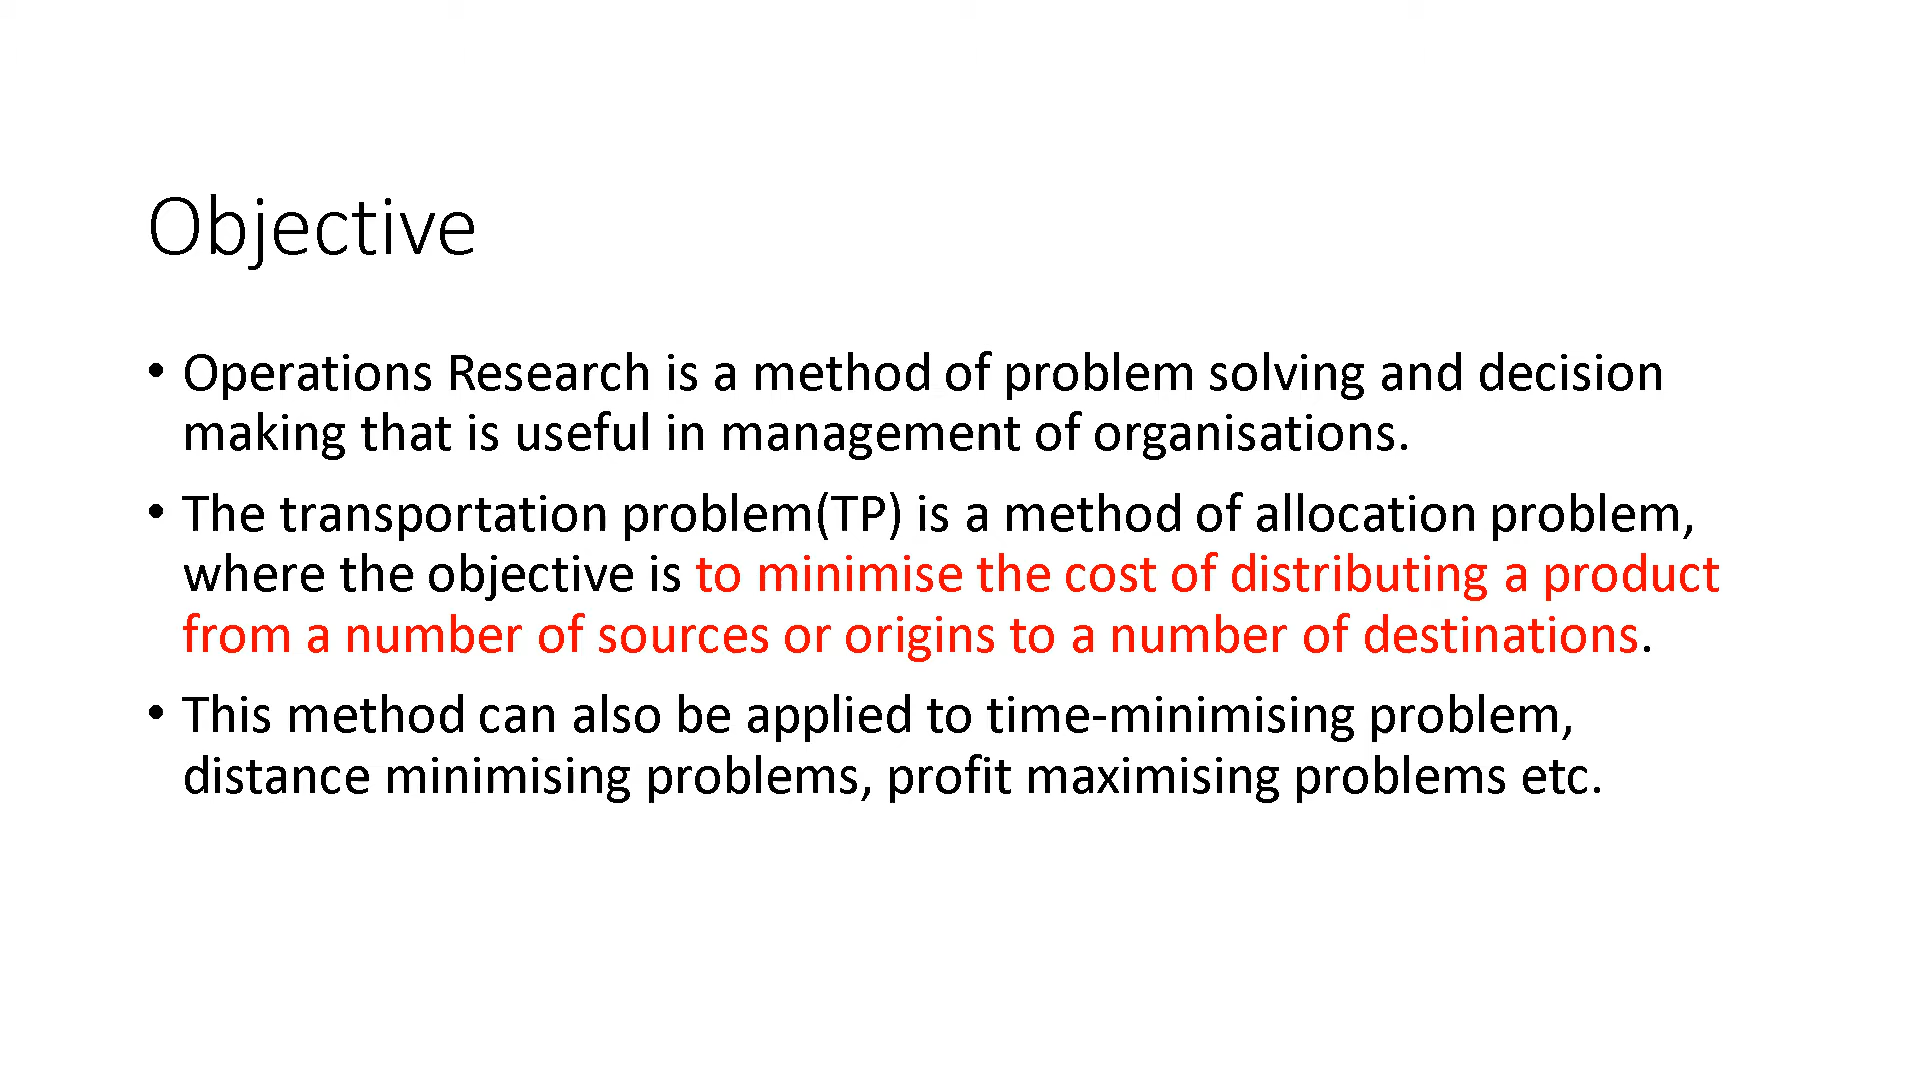 Objective
• Operations Research is a method of problem solving and decision
making that is useful in management of organisations.
• The transportation problem(TP) is a method of allocation problem,
where the objective is to minimise the cost of distributing a product
from a number of sources or origins to a number of destinations.
• This method can also be applied to time-minimising problem,
distance minimising problems, profit maximising problems etc.